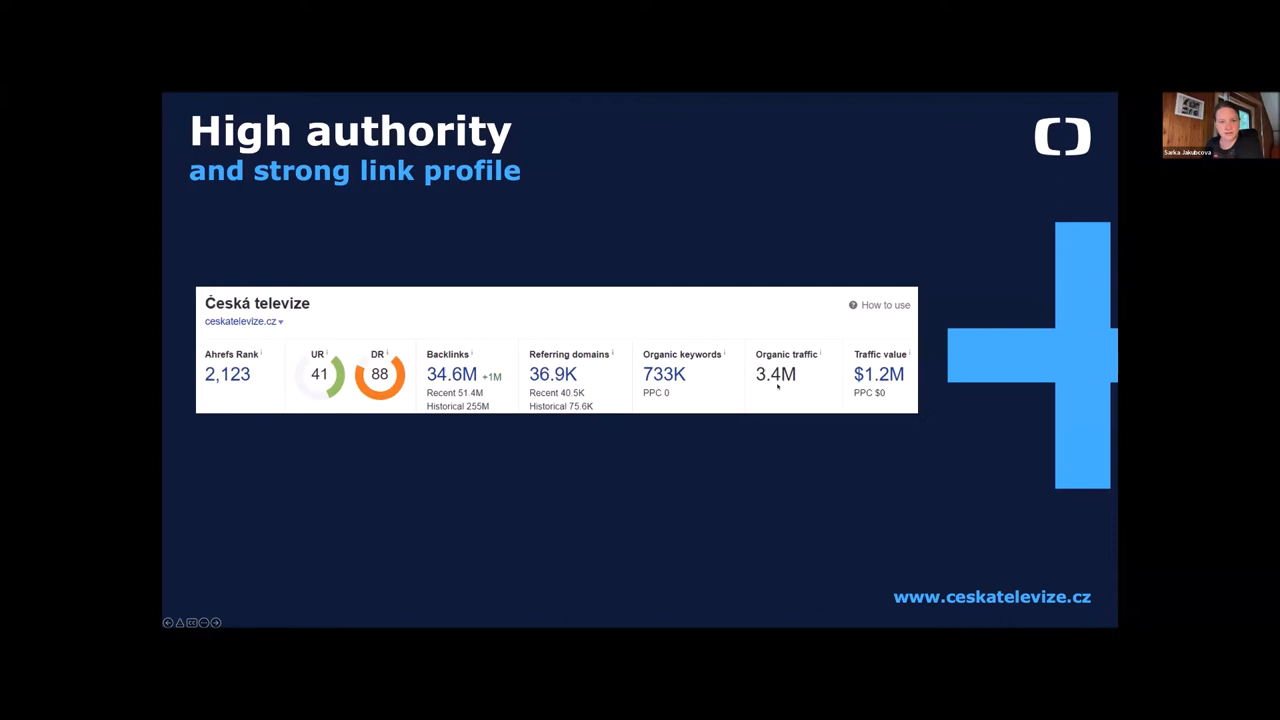 High authority
and strong link profile
Sarka Jakubcova
Česká televize
How to use
ceskatelevize.cz
Ahrefs Rank
2,123
UR
41
DR
88
Backlinks
34.6M +1M
Recent 51.4M
Historical 255M
Referring domains
36.9K
Recent 40.5K
Historical 75.6K
Organic keywords
733K
PPC 0
Organic traffic
3.4M
Traffic value
$1.2M
PPC $0
www.ceskatelevize.cz